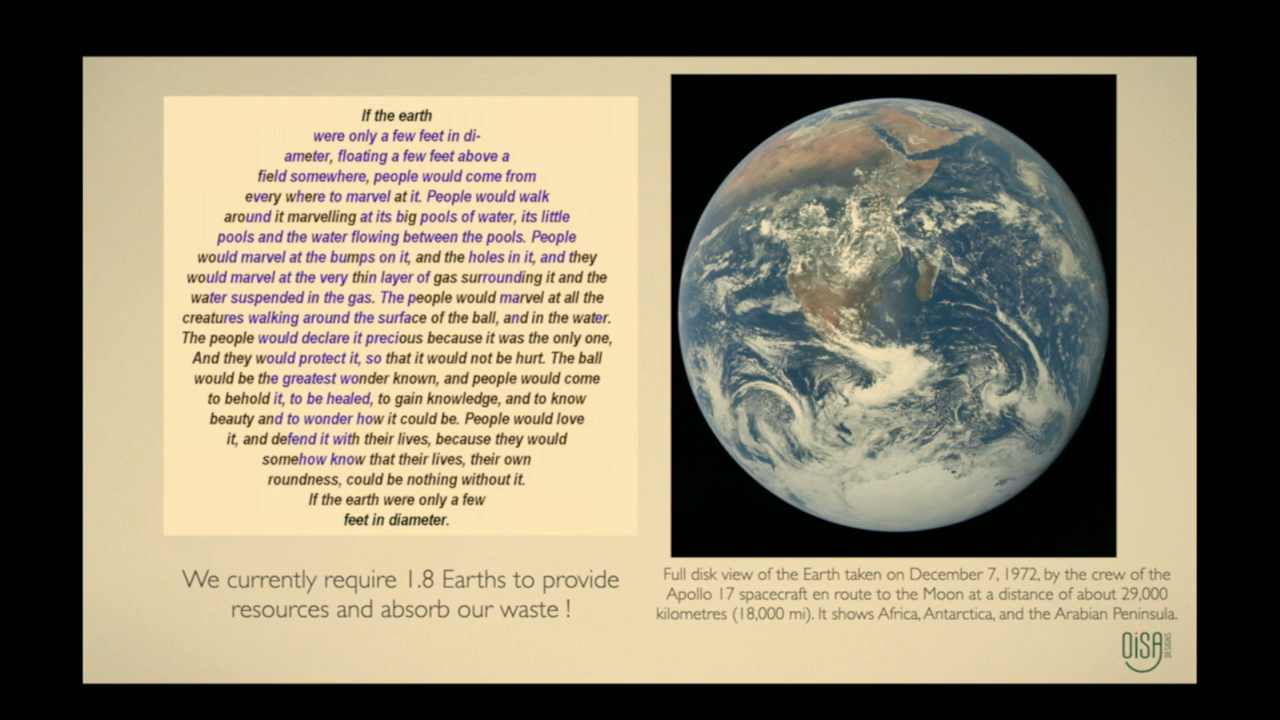 If the earth
were only a few feet in di-
ameter, floating a few feet above a
field somewhere, people would come from
every where to marvel at it. People would walk
around it marvelling at its big pools of water, its little
pools and the water flowing between the pools. People
would marvel at the bumps on it, and the holes in it, and they
would marvel at the very thin layer of gas surrounding it and the
water suspended in the gas. The people would marvel at all the
creatures walking around the surface of the ball, and in the water.
The people would declare it precious because it was the only one,
And they would protect it, so that it would not be hurt. The ball
would be the greatest wonder known, and people would come
to behold it, to be healed, to gain knowledge, and to know
beauty and to wonder how it could be. People would love
it, and defend it with their lives, because they would
somehow know that their lives, their own
roundness, could be nothing without it.
If the earth were only a few
feet in diameter.
We currently require 1.8 Earths to provide
resources and absorb our waste !
Full disk view of the Earth taken on December 7, 1972, by the crew of the
Apollo 17 spacecraft en route to the Moon at a distance of about 29,000
kilometres (18,000 mi). It shows Africa, Antarctica, and the Arabian Peninsula.
OiSA DESIGNS